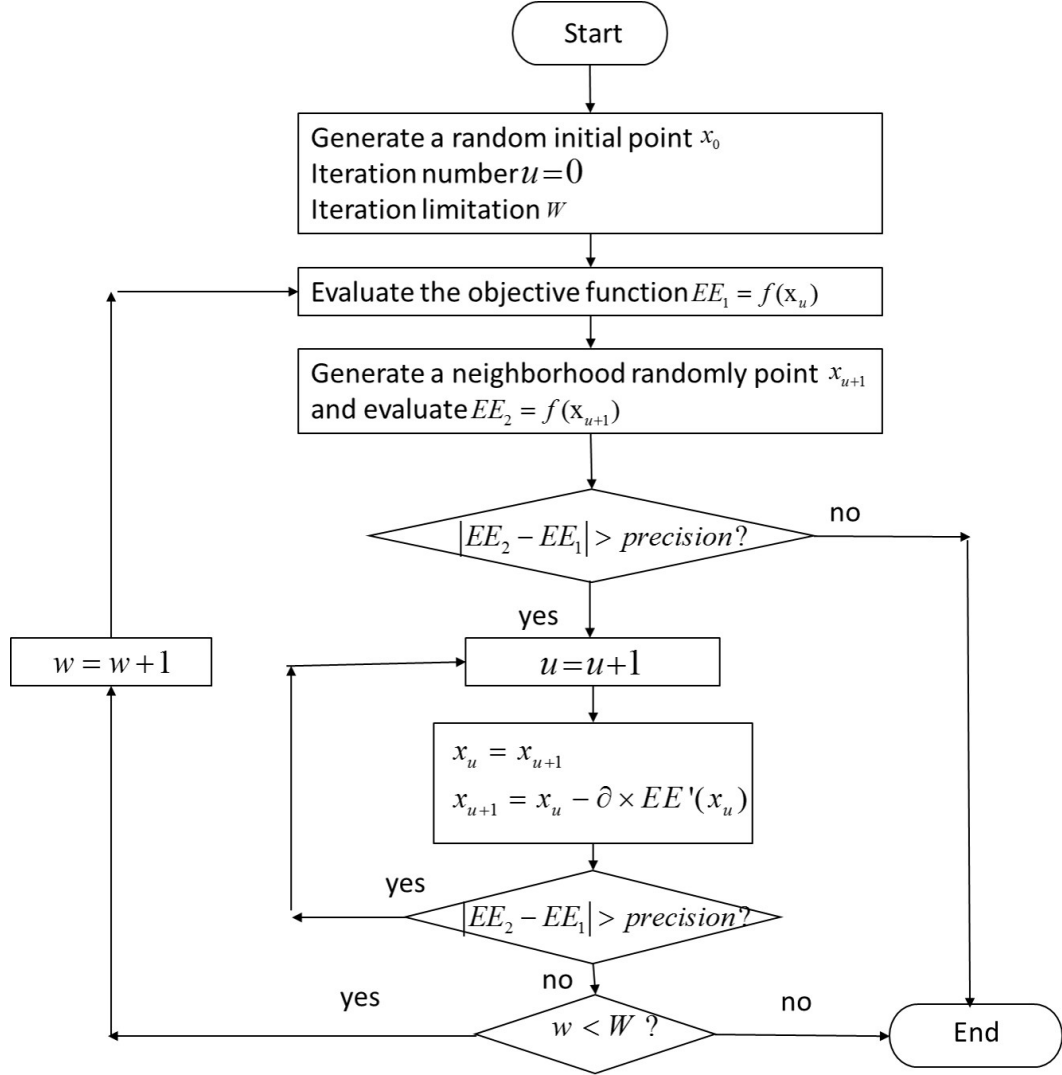 Start
Generate a random initial point x₀
Iteration number u=0
Iteration limitation W
Evaluate the objective function EE₁ = f(xᵤ)
Generate a neighborhood randomly point xᵤ₊₁
and evaluate EE₂ = f(xᵤ₊₁)
|EE₂ − EE₁| > precision?
no
yes
w = w+1
u=u+1
xᵤ = xᵤ₊₁
xᵤ₊₁ = xᵤ − ∂ × EE'(xᵤ)
yes
|EE₂ − EE₁| > precision?
no
yes
w < W ?
no
End